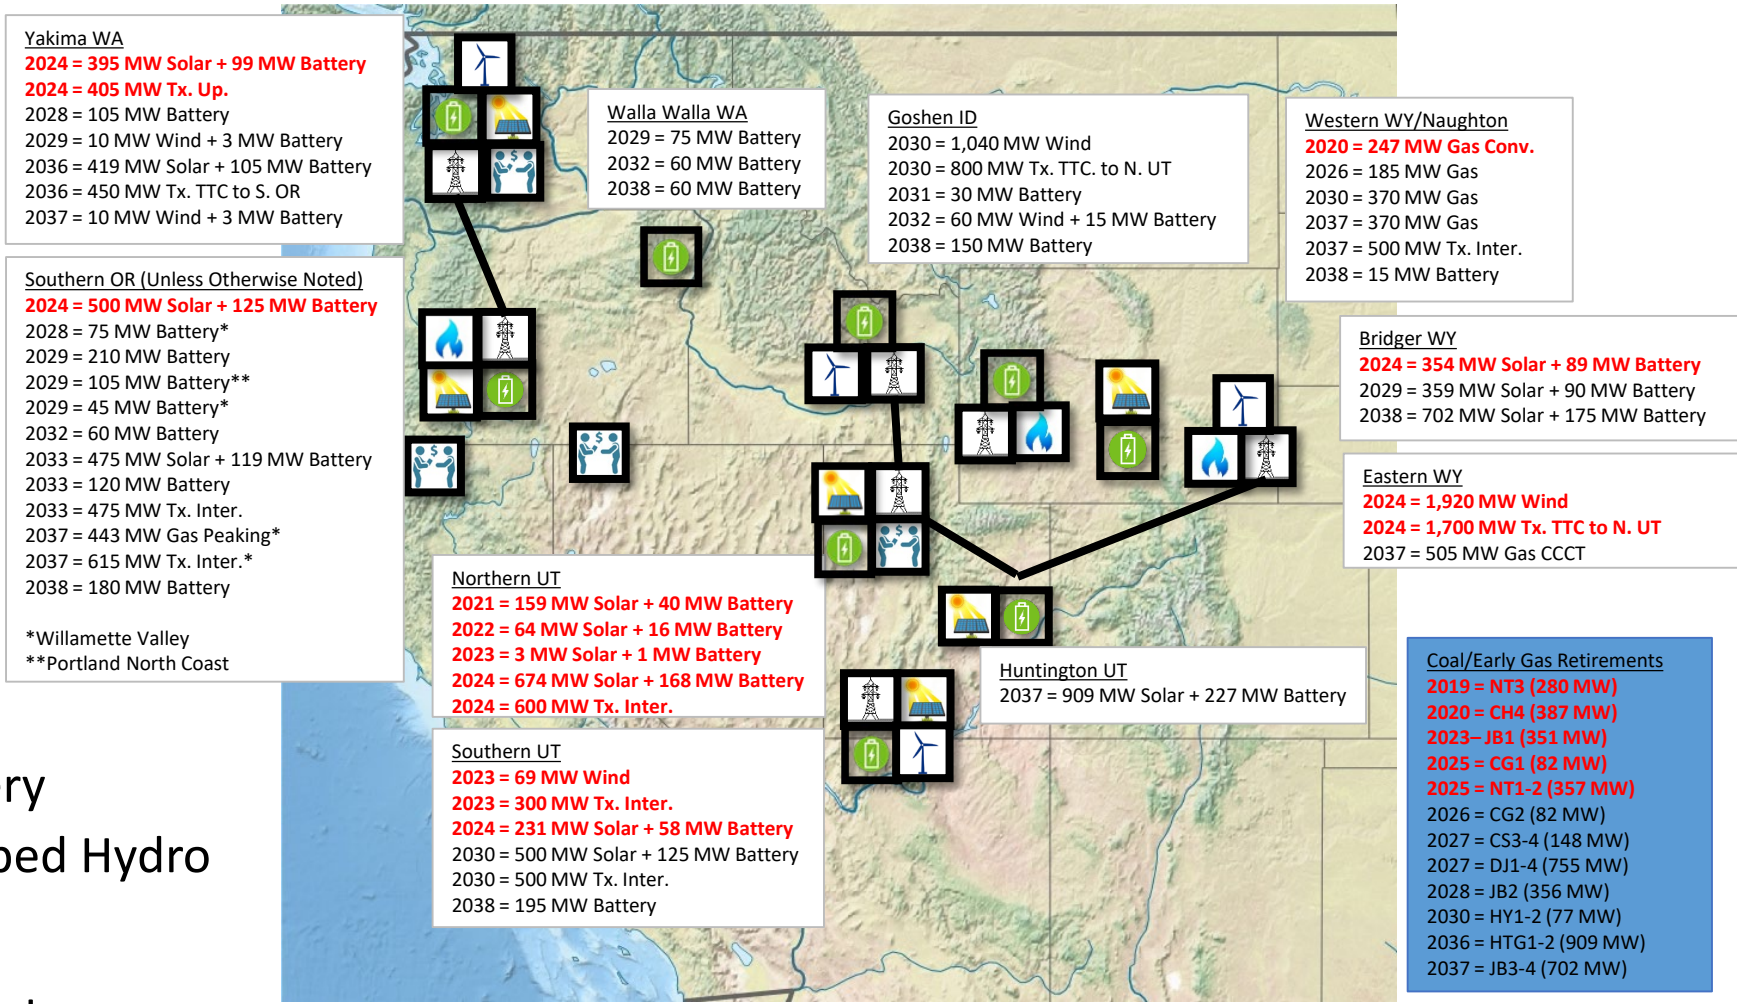 Yakima WA
2024 = 395 MW Solar + 99 MW Battery
2024 = 405 MW Tx. Up.
2028 = 105 MW Battery
2029 = 10 MW Wind + 3 MW Battery
2036 = 419 MW Solar + 105 MW Battery
2036 = 450 MW Tx. TTC to S. OR
2037 = 10 MW Wind + 3 MW Battery
Walla Walla WA
2029 = 75 MW Battery
2032 = 60 MW Battery
2038 = 60 MW Battery
Goshen ID
2030 = 1,040 MW Wind
2030 = 800 MW Tx. TTC. to N. UT
2031 = 30 MW Battery
2032 = 60 MW Wind + 15 MW Battery
2038 = 150 MW Battery
Western WY/Naughton
2020 = 247 MW Gas Conv.
2026 = 185 MW Gas
2030 = 370 MW Gas
2037 = 370 MW Gas
2037 = 500 MW Tx. Inter.
2038 = 15 MW Battery
Southern OR (Unless Otherwise Noted)
2024 = 500 MW Solar + 125 MW Battery
2028 = 75 MW Battery*
2029 = 210 MW Battery
2029 = 105 MW Battery**
2029 = 45 MW Battery*
2032 = 60 MW Battery
2033 = 475 MW Solar + 119 MW Battery
2033 = 120 MW Battery
2033 = 475 MW Tx. Inter.
2037 = 443 MW Gas Peaking*
2037 = 615 MW Tx. Inter.*
2038 = 180 MW Battery
*Willamette Valley
**Portland North Coast
Bridger WY
2024 = 354 MW Solar + 89 MW Battery
2029 = 359 MW Solar + 90 MW Battery
2038 = 702 MW Solar + 175 MW Battery
Eastern WY
2024 = 1,920 MW Wind
2024 = 1,700 MW Tx. TTC to N. UT
2037 = 505 MW Gas CCCT
Northern UT
2021 = 159 MW Solar + 40 MW Battery
2022 = 64 MW Solar + 16 MW Battery
2023 = 3 MW Solar + 1 MW Battery
2024 = 674 MW Solar + 168 MW Battery
2024 = 600 MW Tx. Inter.
Huntington UT
2037 = 909 MW Solar + 227 MW Battery
Southern UT
2023 = 69 MW Wind
2023 = 300 MW Tx. Inter.
2024 = 231 MW Solar + 58 MW Battery
2030 = 500 MW Solar + 125 MW Battery
2030 = 500 MW Tx. Inter.
2038 = 195 MW Battery
Coal/Early Gas Retirements
2019 = NT3 (280 MW)
2020 = CH4 (387 MW)
2023– JB1 (351 MW)
2025 = CG1 (82 MW)
2025 = NT1-2 (357 MW)
2026 = CG2 (82 MW)
2027 = CS3-4 (148 MW)
2027 = DJ1-4 (755 MW)
2028 = JB2 (356 MW)
2030 = HY1-2 (77 MW)
2036 = HTG1-2 (909 MW)
2037 = JB3-4 (702 MW)
ry
ped Hydro